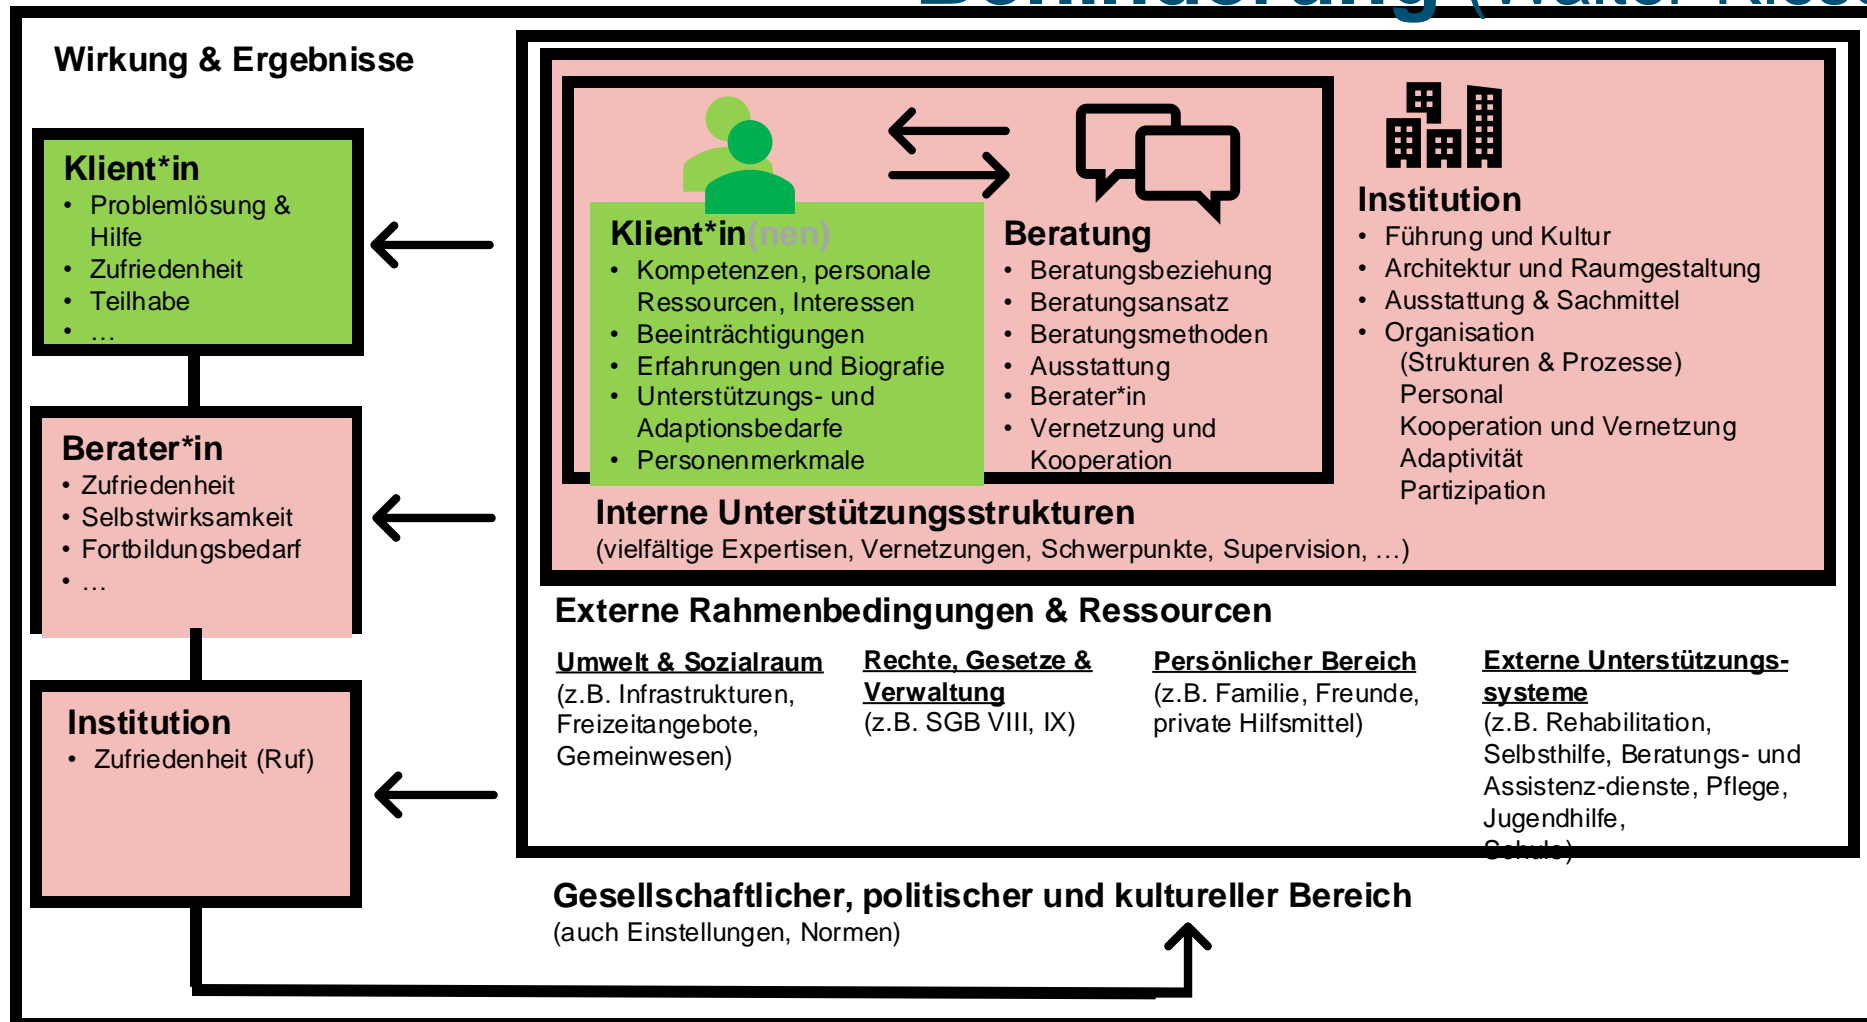 Behinderung (Walter
Wirkung & Ergebnisse
Klient*in
• Problemlösung &
Hilfe
• Zufriedenheit
• Teilhabe
• …
Berater*in
• Zufriedenheit
• Selbstwirksamkeit
• Fortbildungsbedarf
• …
Institution
• Zufriedenheit (Ruf)
Klient*in(nen)
• Kompetenzen, personale
Ressourcen, Interessen
• Beeinträchtigungen
• Erfahrungen und Biografie
• Unterstützungs- und
Adaptionsbedarfe
• Personenmerkmale
Beratung
• Beratungsbeziehung
• Beratungsansatz
• Beratungsmethoden
• Ausstattung
• Berater*in
• Vernetzung und
Kooperation
Institution
• Führung und Kultur
• Architektur und Raumgestaltung
• Ausstattung & Sachmittel
• Organisation
(Strukturen & Prozesse)
Personal
Kooperation und Vernetzung
Adaptivität
Partizipation
Interne Unterstützungsstrukturen
(vielfältige Expertisen, Vernetzungen, Schwerpunkte, Supervision, …)
Externe Rahmenbedingungen & Ressourcen
Umwelt & Sozialraum
(z.B. Infrastrukturen,
Freizeitangebote,
Gemeinwesen)
Rechte, Gesetze &
Verwaltung
(z.B. SGB VIII, IX)
Persönlicher Bereich
(z.B. Familie, Freunde,
private Hilfsmittel)
Externe Unterstützungs-
systeme
(z.B. Rehabilitation,
Selbsthilfe, Beratungs- und
Assistenz-dienste, Pflege,
Jugendhilfe,
Schule)
Gesellschaftlicher, politischer und kultureller Bereich
(auch Einstellungen, Normen)